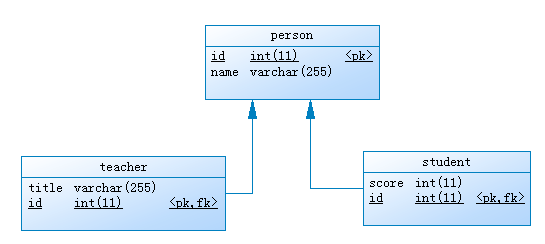 person
id int(11) <pk>
name varchar(255)
teacher
title varchar(255)
id int(11) <pk,fk>
student
score int(11)
id int(11) <pk,fk>